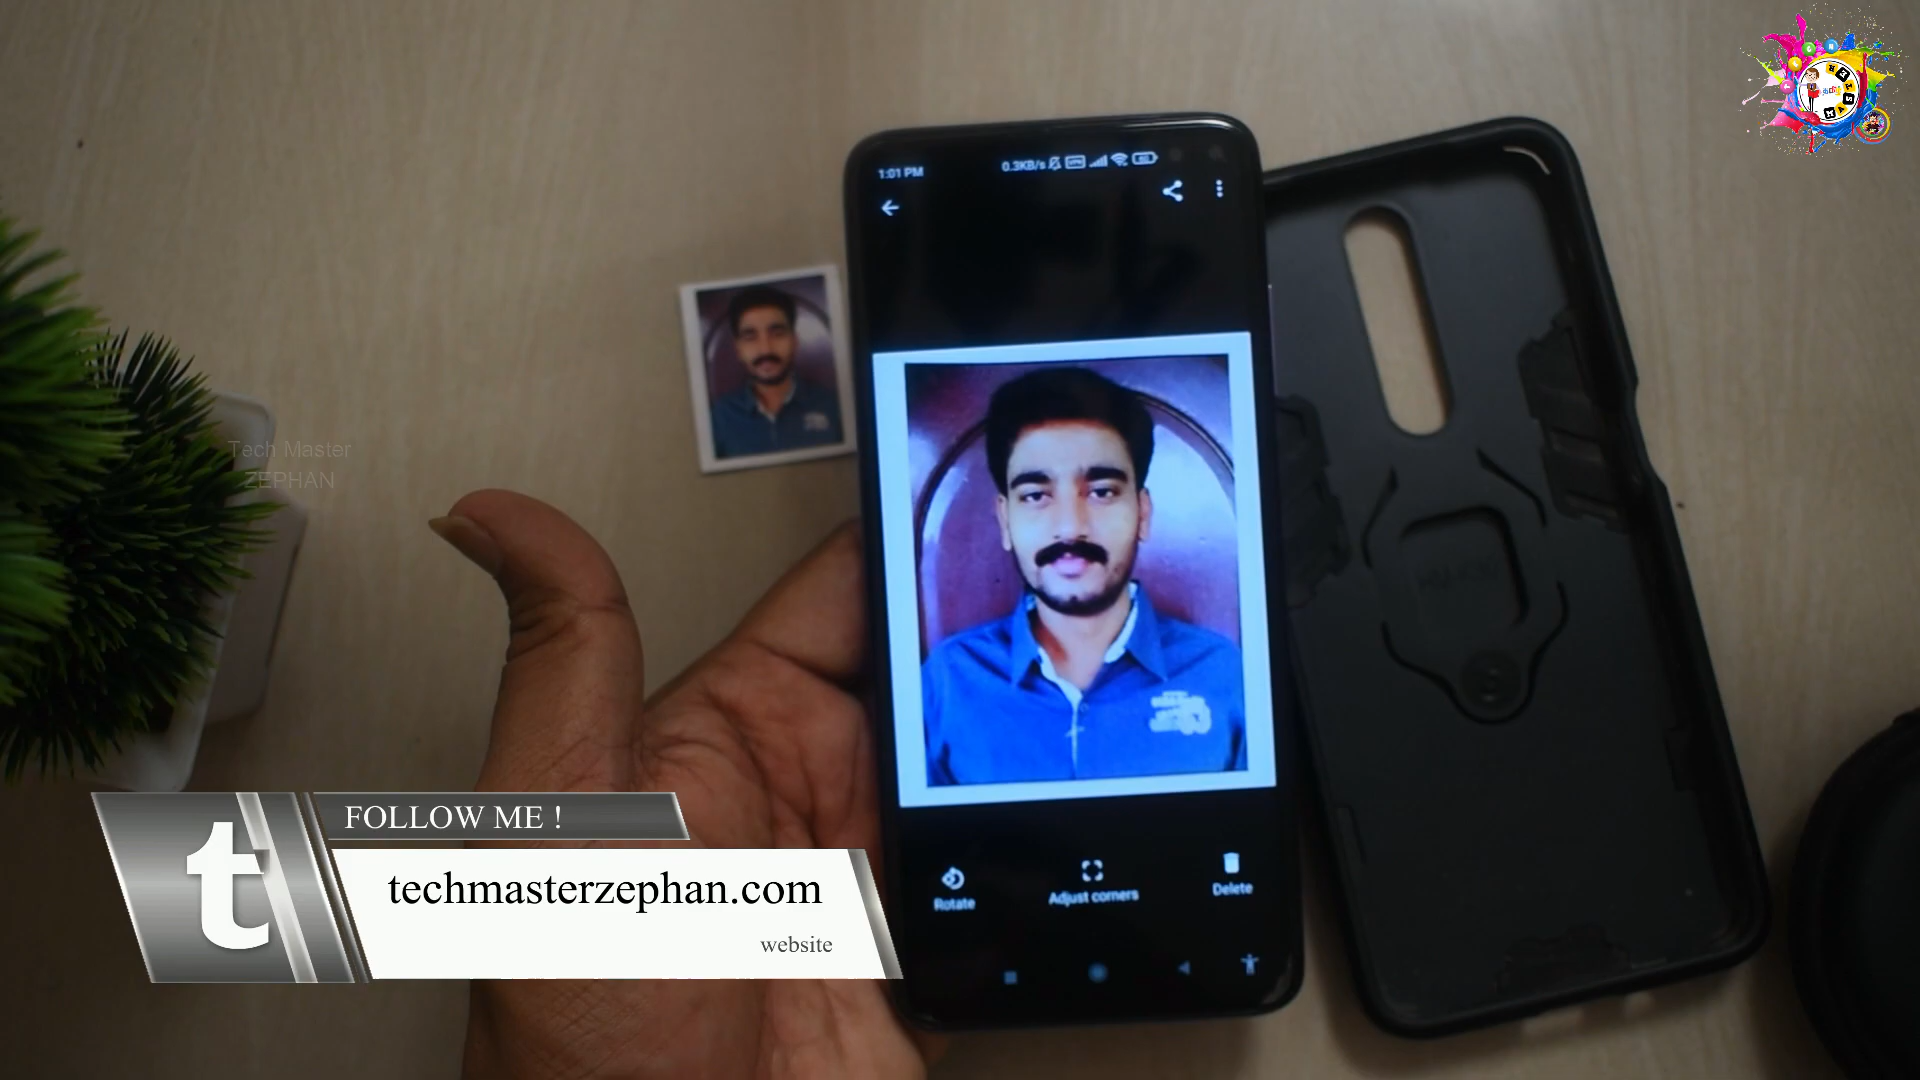 1:01 PM
0.3KB/s
Tech Master
ZEPHAN
FOLLOW ME !
t
techmasterzephan.com
website
Rotate
Adjust corners
Delete